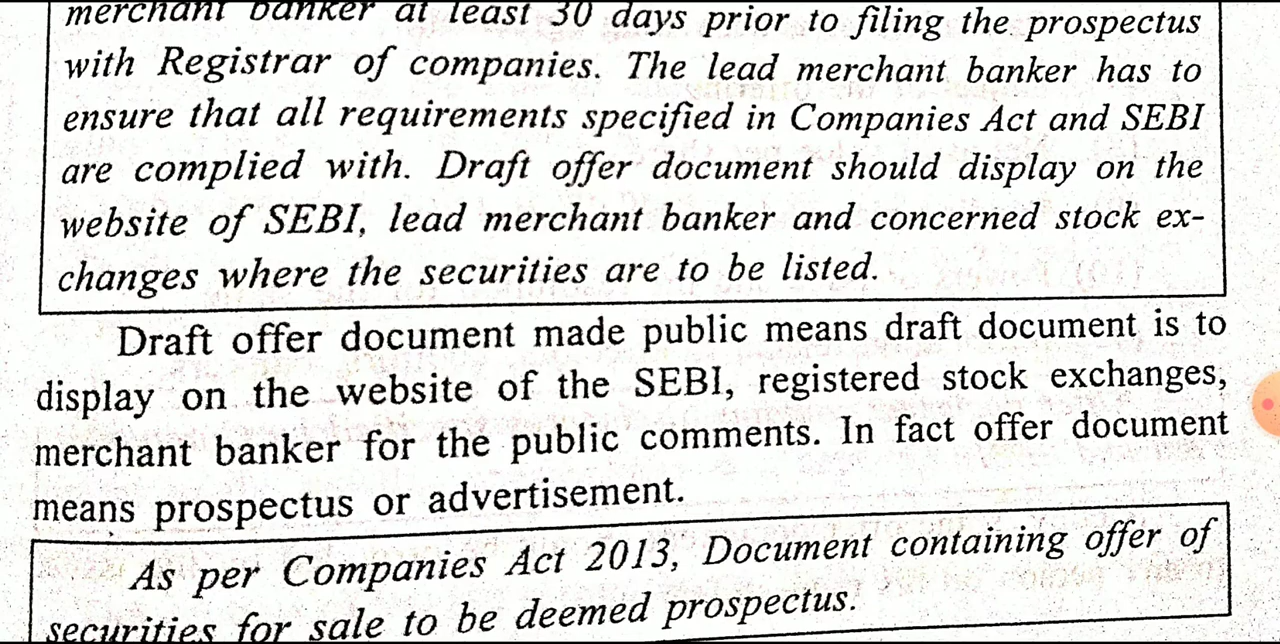 merchant banker at least 30 days prior to filing the prospectus
with Registrar of companies. The lead merchant banker has to
ensure that all requirements specified in Companies Act and SEBI
are complied with. Draft offer document should display on the
website of SEBI, lead merchant banker and concerned stock ex-
changes where the securities are to be listed.
Draft offer document made public means draft document is to
display on the website of the SEBI, registered stock exchanges,
merchant banker for the public comments. In fact offer document
means prospectus or advertisement.
As per Companies Act 2013, Document containing offer of
securities for sale to be deemed prospectus.